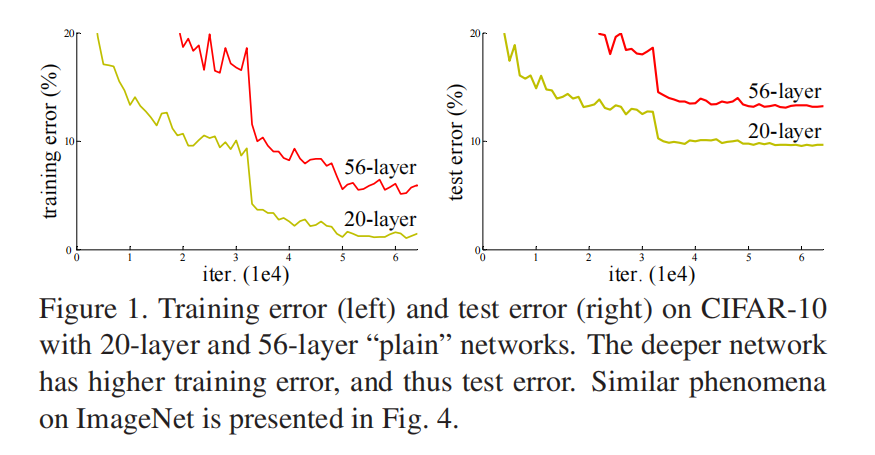 20
10
0
training error (%)
56-layer
20-layer
0 1 2 3 4 5 6
iter. (1e4)
20
10
0
test error (%)
56-layer
20-layer
0 1 2 3 4 5 6
iter. (1e4)
Figure 1. Training error (left) and test error (right) on CIFAR-10
with 20-layer and 56-layer “plain” networks. The deeper network
has higher training error, and thus test error. Similar phenomena
on ImageNet is presented in Fig. 4.